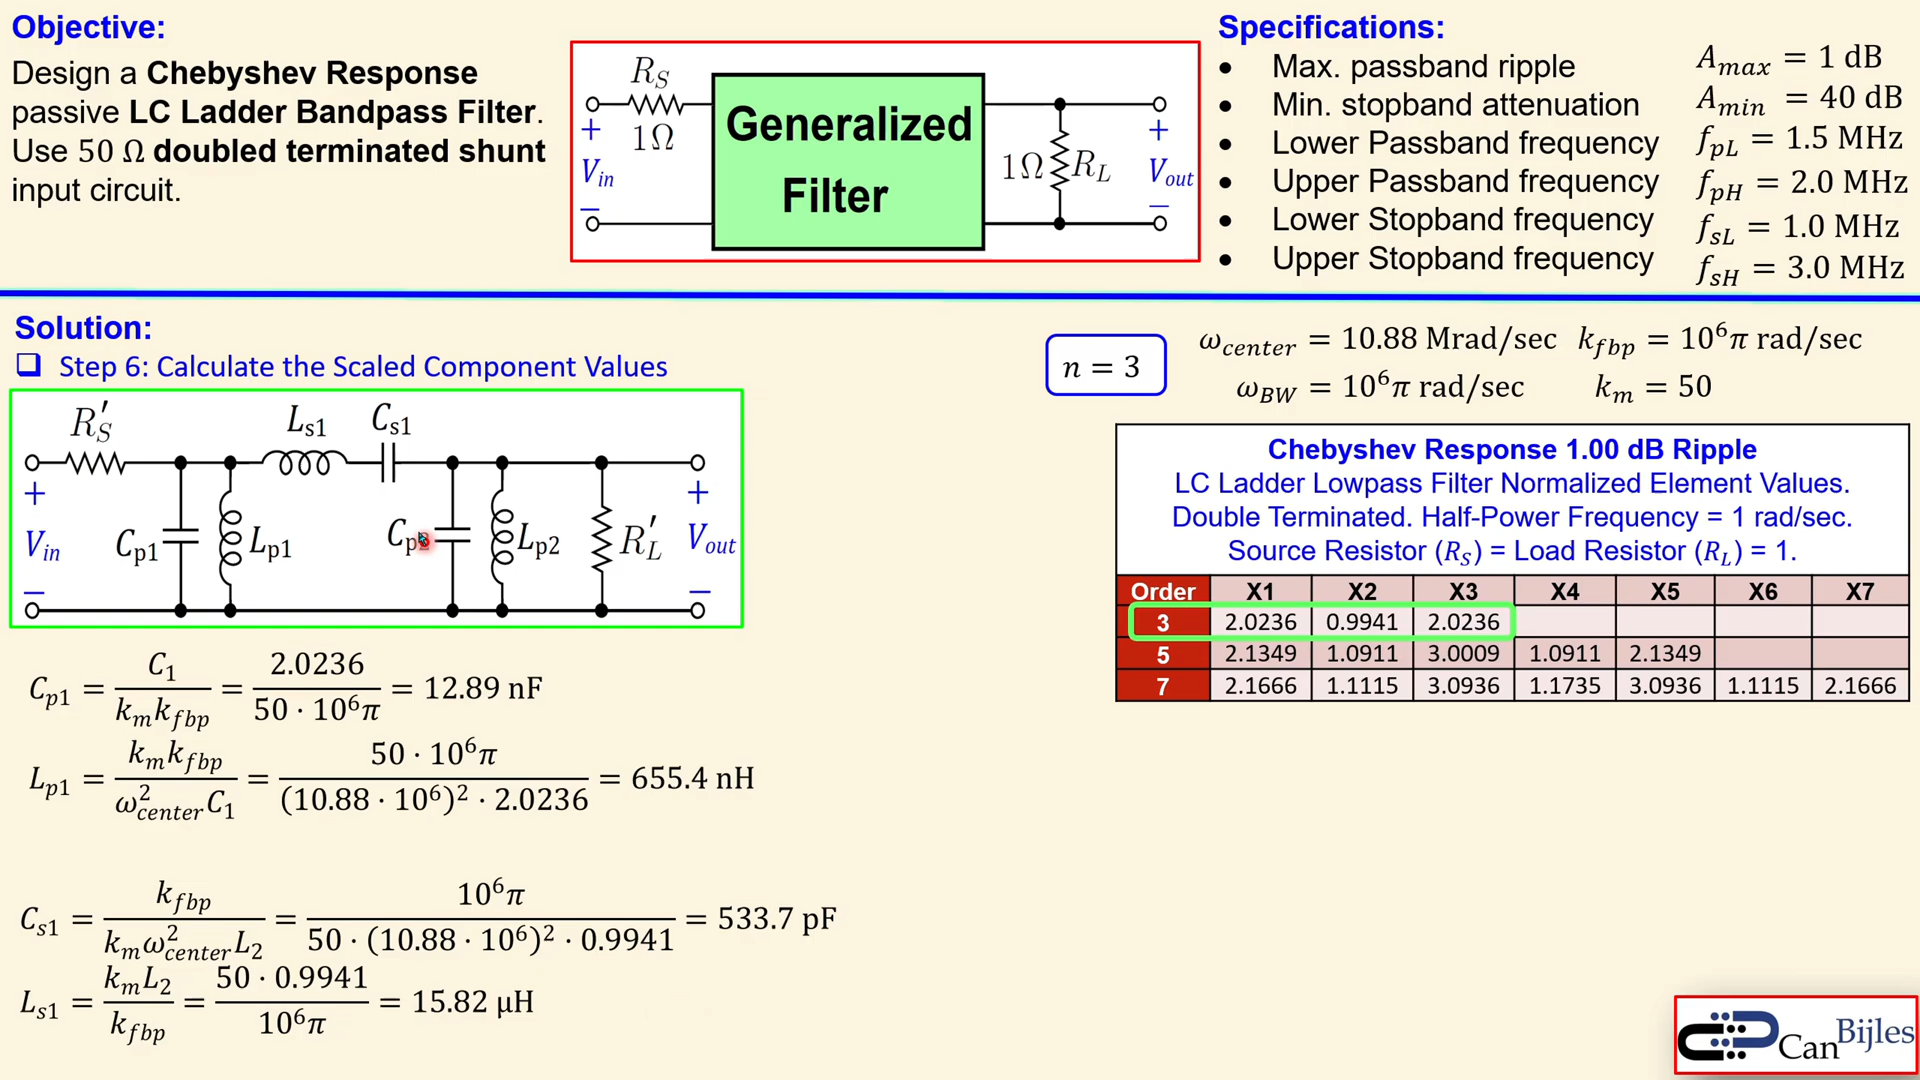 Objective:
Design a Chebyshev Response
passive LC Ladder Bandpass Filter.
Use 50 Ω doubled terminated shunt
input circuit.
R_S
1Ω
+
V_in
−
Generalized
Filter
1Ω R_L
+
V_out
−
Specifications:
• Max. passband ripple A_max = 1 dB
• Min. stopband attenuation A_min = 40 dB
• Lower Passband frequency f_pL = 1.5 MHz
• Upper Passband frequency f_pH = 2.0 MHz
• Lower Stopband frequency f_sL = 1.0 MHz
• Upper Stopband frequency f_sH = 3.0 MHz
Solution:
❑ Step 6: Calculate the Scaled Component Values
n = 3
ω_center = 10.88 Mrad/sec k_fbp = 10^6π rad/sec
ω_BW = 10^6π rad/sec k_m = 50
R'_S L_s1 C_s1
+ +
V_in C_p1 L_p1 C_p2 L_p2 R'_L V_out
− −
C_p1 = C_1 / (k_m k_fbp) = 2.0236 / (50 · 10^6π) = 12.89 nF
L_p1 = k_m k_fbp / (ω_center^2 C_1) = 50 · 10^6π / ((10.88 · 10^6)^2 · 2.0236) = 655.4 nH
C_s1 = k_fbp / (k_m ω_center^2 L_2) = 10^6π / (50 · (10.88 · 10^6)^2 · 0.9941) = 533.7 pF
L_s1 = k_m L_2 / k_fbp = 50 · 0.9941 / 10^6π = 15.82 μH
Chebyshev Response 1.00 dB Ripple
LC Ladder Lowpass Filter Normalized Element Values.
Double Terminated. Half-Power Frequency = 1 rad/sec.
Source Resistor (R_S) = Load Resistor (R_L) = 1.
Order X1 X2 X3 X4 X5 X6 X7
3 2.0236 0.9941 2.0236
5 2.1349 1.0911 3.0009 1.0911 2.1349
7 2.1666 1.1115 3.0936 1.1735 3.0936 1.1115 2.1666
CanBijles